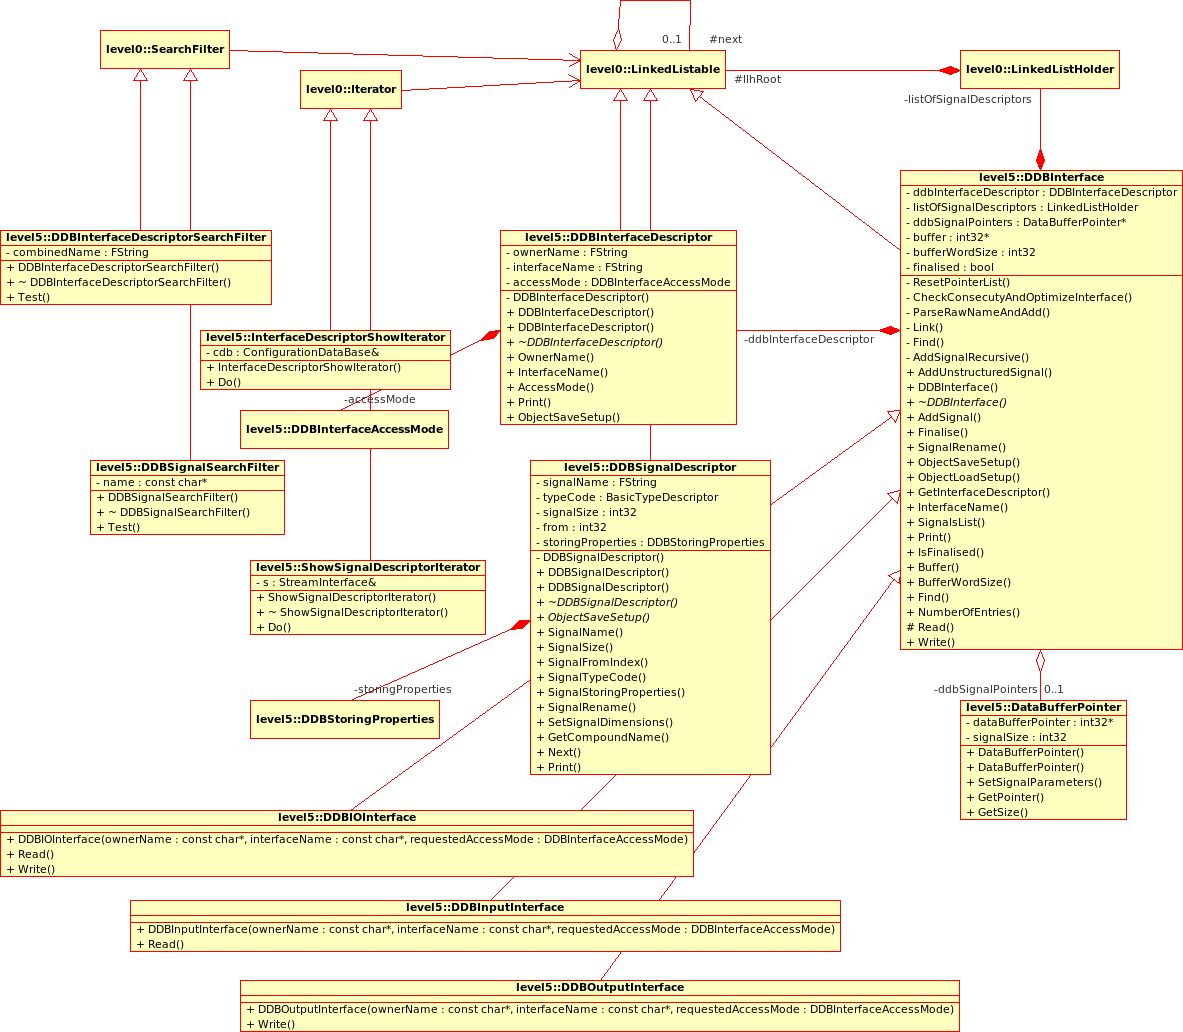 0..1
#next
level0::SearchFilter
level0::Iterator
level0::LinkedListable
#llhRoot
level0::LinkedListHolder
-listOfSignalDescriptors
level5::DDBInterface
- ddbInterfaceDescriptor : DDBInterfaceDescriptor
- listOfSignalDescriptors : LinkedListHolder
- ddbSignalPointers : DataBufferPointer*
- buffer : int32*
- bufferWordSize : int32
- finalised : bool
- ResetPointerList()
- CheckConsecutyAndOptimizeInterface()
- ParseRawNameAndAdd()
- Link()
- Find()
- AddSignalRecursive()
+ AddUnstructuredSignal()
+ DDBInterface()
+ ~DDBInterface()
+ AddSignal()
+ Finalise()
+ SignalRename()
+ ObjectSaveSetup()
+ ObjectLoadSetup()
+ GetInterfaceDescriptor()
+ InterfaceName()
+ SignalsList()
+ Print()
+ IsFinalised()
+ Buffer()
+ BufferWordSize()
+ Find()
+ NumberOfEntries()
# Read()
+ Write()
level5::DDBInterfaceDescriptorSearchFilter
- combinedName : FString
+ DDBInterfaceDescriptorSearchFilter()
+ ~ DDBInterfaceDescriptorSearchFilter()
+ Test()
level5::DDBInterfaceDescriptor
- ownerName : FString
- interfaceName : FString
- accessMode : DDBInterfaceAccessMode
- DDBInterfaceDescriptor()
+ DDBInterfaceDescriptor()
+ DDBInterfaceDescriptor()
+ ~DDBInterfaceDescriptor()
+ OwnerName()
+ InterfaceName()
+ AccessMode()
+ Print()
+ ObjectSaveSetup()
-ddbInterfaceDescriptor
level5::InterfaceDescriptorShowIterator
- cdb : ConfigurationDataBase&
+ InterfaceDescriptorShowIterator()
+ Do()
-accessMode
level5::DDBInterfaceAccessMode
level5::DDBSignalSearchFilter
- name : const char*
+ DDBSignalSearchFilter()
+ ~ DDBSignalSearchFilter()
+ Test()
level5::DDBSignalDescriptor
- signalName : FString
- typeCode : BasicTypeDescriptor
- signalSize : int32
- from : int32
- storingProperties : DDBStoringProperties
- DDBSignalDescriptor()
+ DDBSignalDescriptor()
+ DDBSignalDescriptor()
+ ~DDBSignalDescriptor()
+ ObjectSaveSetup()
+ SignalName()
+ SignalSize()
+ SignalFromIndex()
+ SignalTypeCode()
+ SignalStoringProperties()
+ SignalRename()
+ SetSignalDimensions()
+ GetCompoundName()
+ Next()
+ Print()
level5::ShowSignalDescriptorIterator
- s : StreamInterface&
+ ShowSignalDescriptorIterator()
+ ~ ShowSignalDescriptorIterator()
+ Do()
-storingProperties
level5::DDBStoringProperties
-ddbSignalPointers 0..1
level5::DataBufferPointer
- dataBufferPointer : int32*
- signalSize : int32
+ DataBufferPointer()
+ DataBufferPointer()
+ SetSignalParameters()
+ GetPointer()
+ GetSize()
level5::DDBIOInterface
+ DDBIOInterface(ownerName : const char*, interfaceName : const char*, requestedAccessMode : DDBInterfaceAccessMode)
+ Read()
+ Write()
level5::DDBInputInterface
+ DDBInputInterface(ownerName : const char*, interfaceName : const char*, requestedAccessMode : DDBInterfaceAccessMode)
+ Read()
level5::DDBOutputInterface
+ DDBOutputInterface(ownerName : const char*, interfaceName : const char*, requestedAccessMode : DDBInterfaceAccessMode)
+ Write()